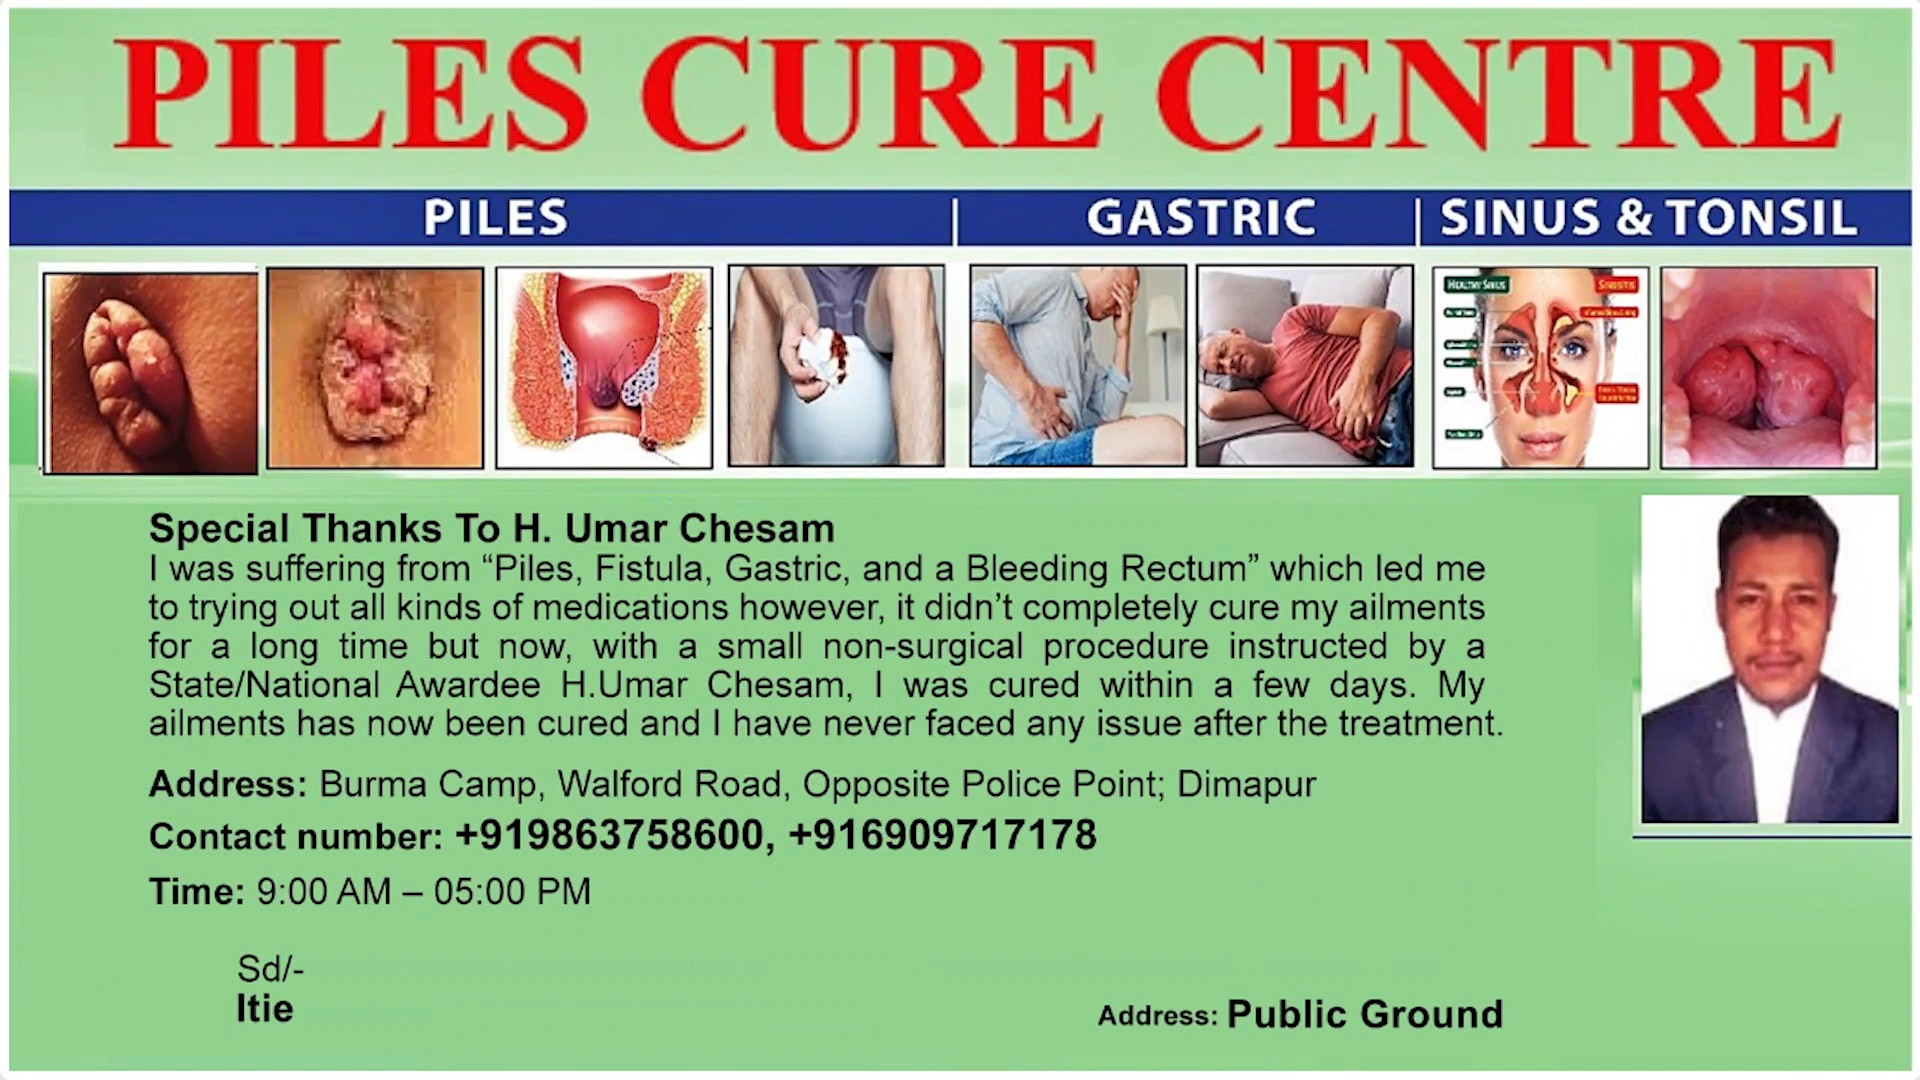 PILES CURE CENTRE
PILES | GASTRIC | SINUS & TONSIL
HEALTHY SINUS
SINUSITIS
Special Thanks To H. Umar Chesam
I was suffering from “Piles, Fistula, Gastric, and a Bleeding Rectum” which led me
to trying out all kinds of medications however, it didn’t completely cure my ailments
for a long time but now, with a small non-surgical procedure instructed by a
State/National Awardee H.Umar Chesam, I was cured within a few days. My
ailments has now been cured and I have never faced any issue after the treatment.
Address: Burma Camp, Walford Road, Opposite Police Point; Dimapur
Contact number: +919863758600, +916909717178
Time: 9:00 AM – 05:00 PM
Sd/-
Itie
Address: Public Ground